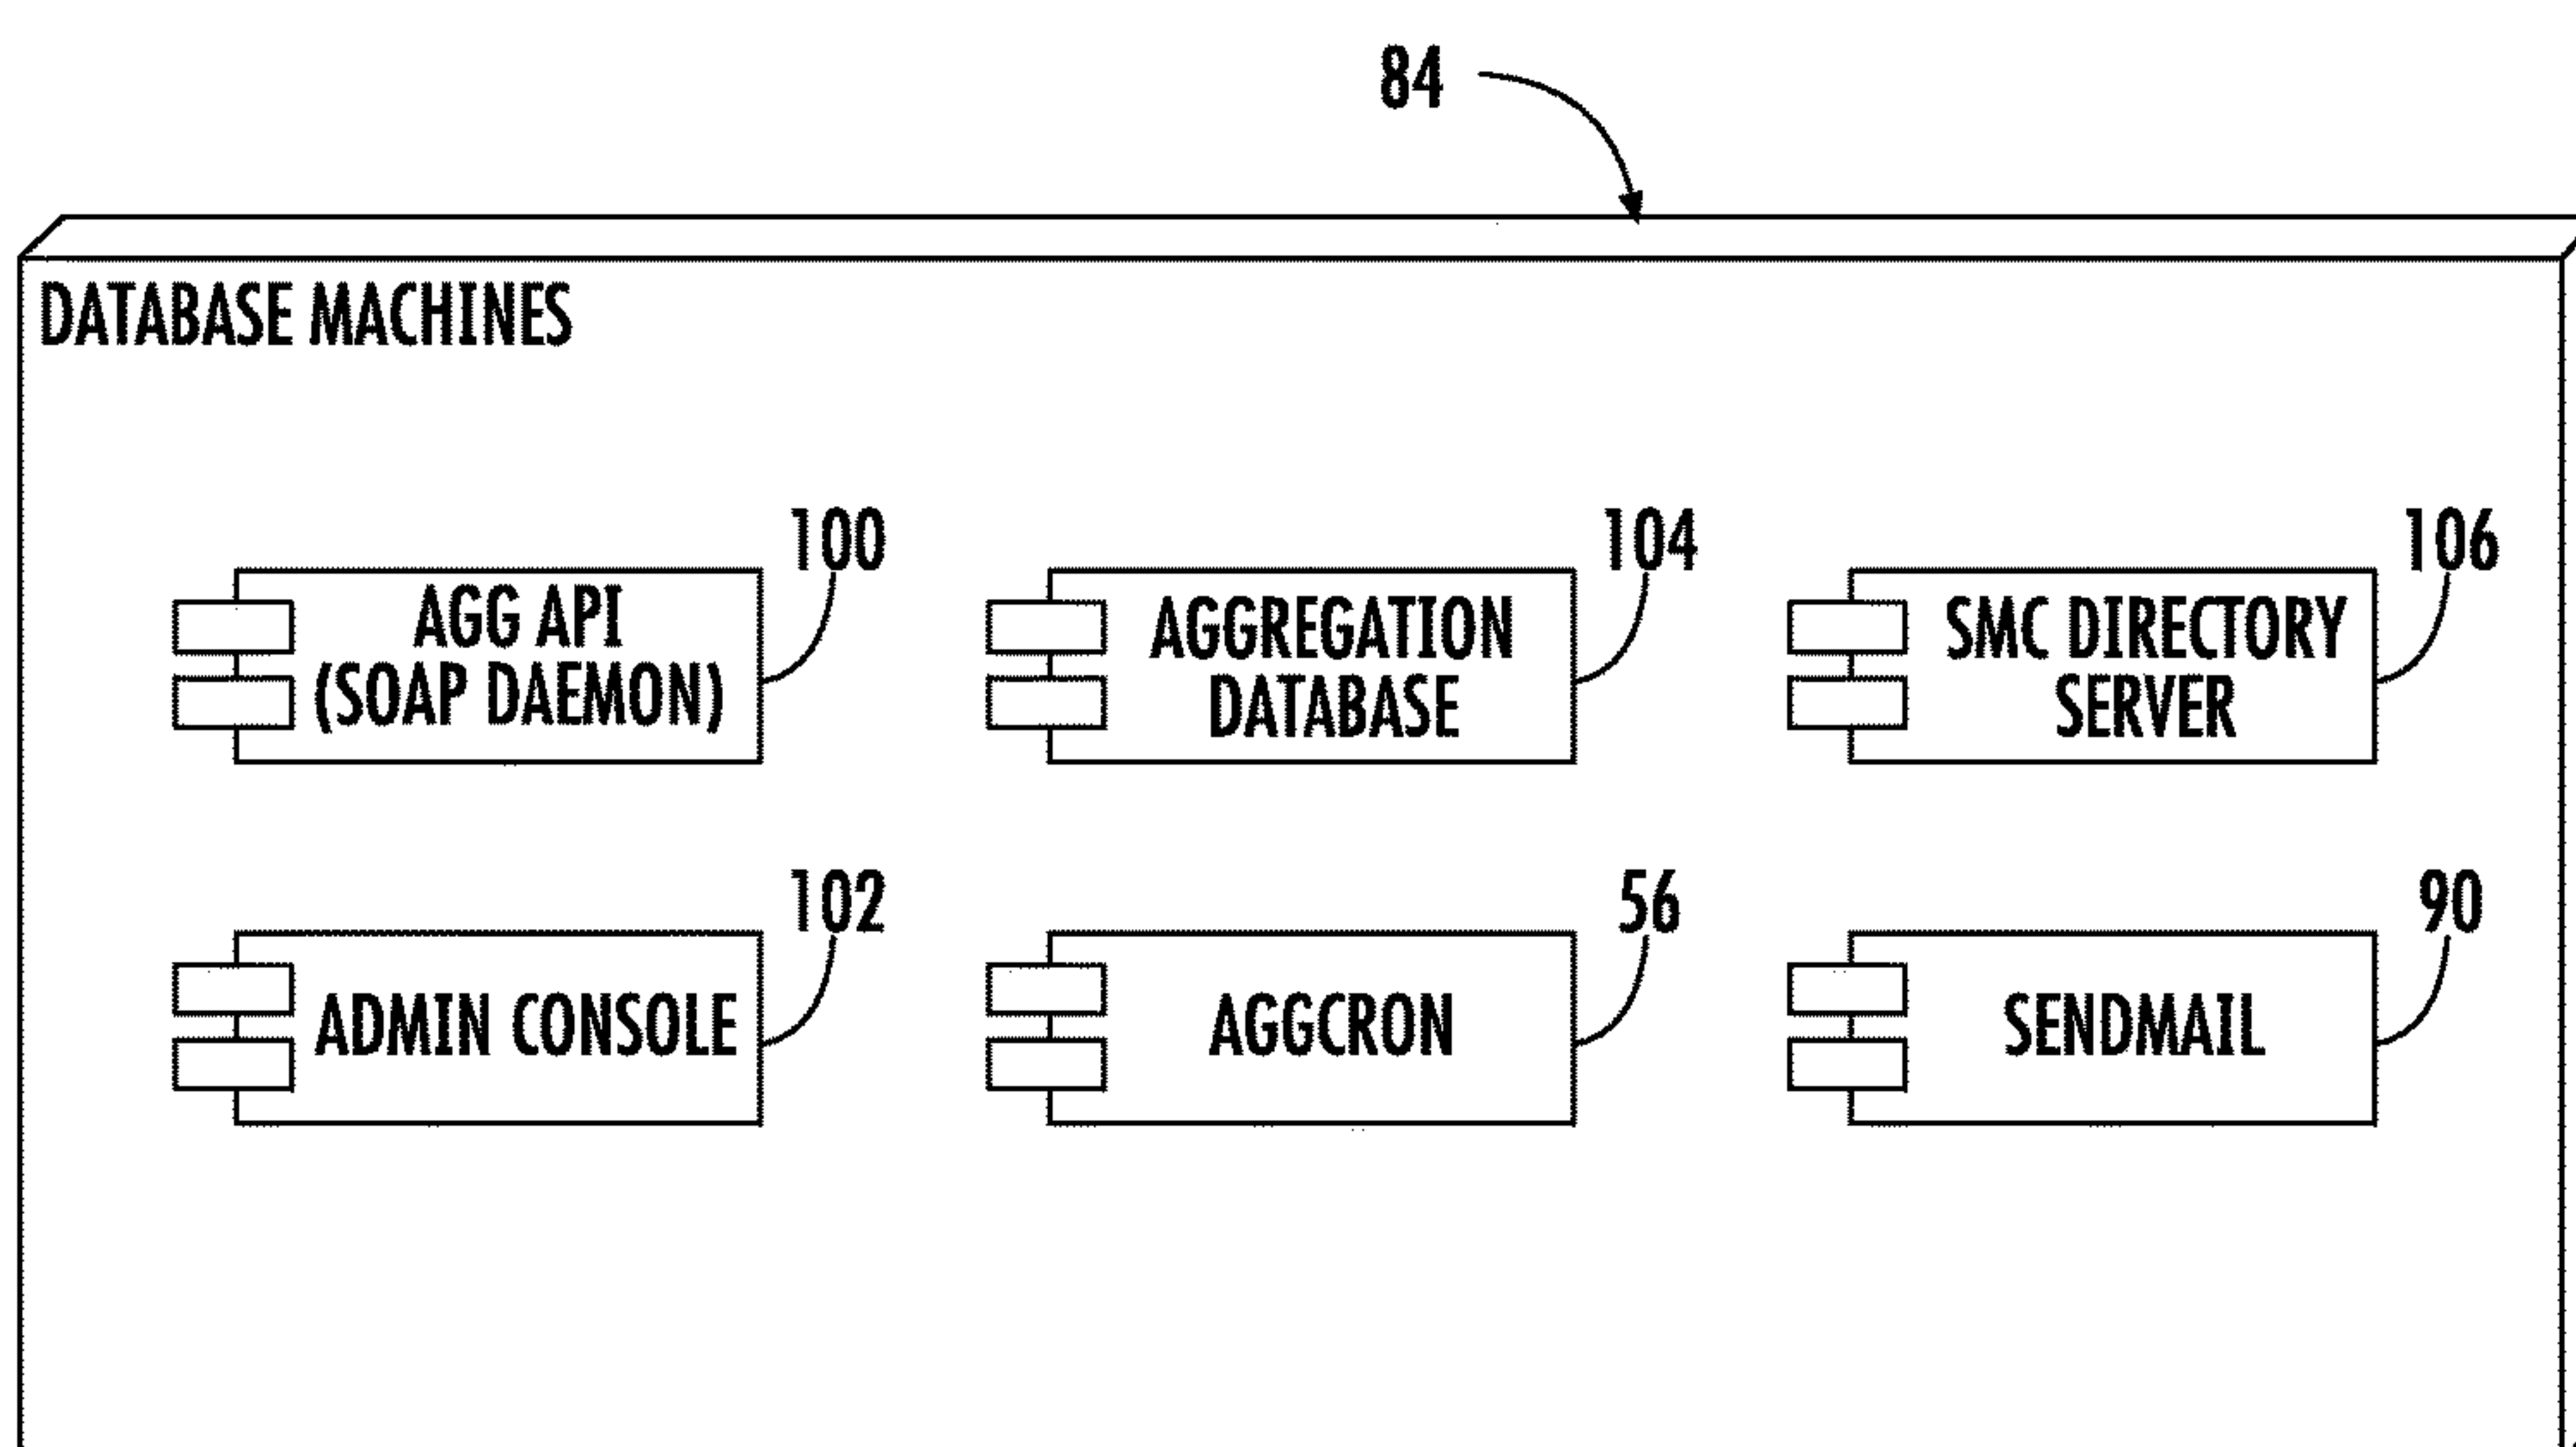 84
DATABASE MACHINES
100
104
106
AGG API
(SOAP DAEMON)
AGGREGATION
DATABASE
SMC DIRECTORY
SERVER
102
56
90
ADMIN CONSOLE
AGGCRON
SENDMAIL